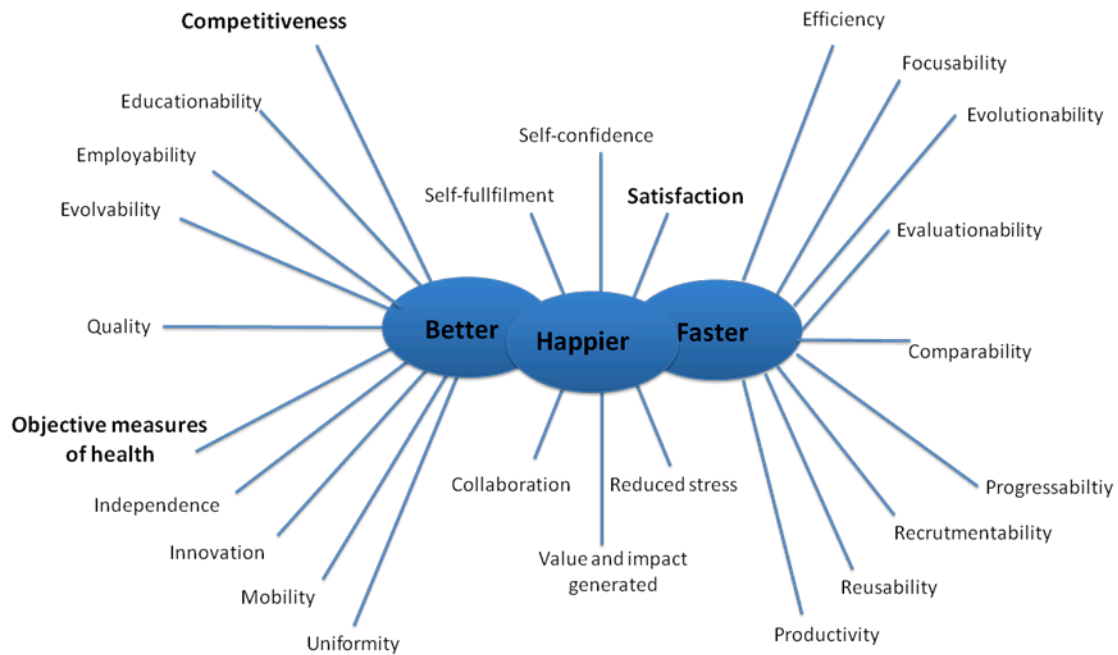 Competitiveness
Efficiency
Focusability
Educationability
Evolutionability
Self-confidence
Employability
Self-fullfilment
Satisfaction
Evolvability
Evaluationability
Quality
Better
Happier
Faster
Comparability
Objective measures
of health
Collaboration
Reduced stress
Progressabiltiy
Independence
Recrutmentability
Innovation
Value and impact
generated
Reusability
Mobility
Uniformity
Productivity